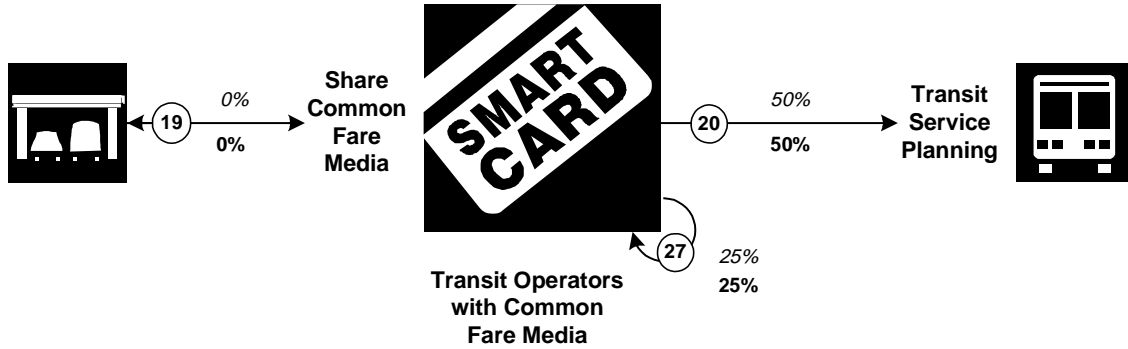 19
0%
0%
Share
Common
Fare
Media
SMART
CARD
20
50%
50%
Transit
Service
Planning
27
25%
25%
Transit Operators
with Common
Fare Media